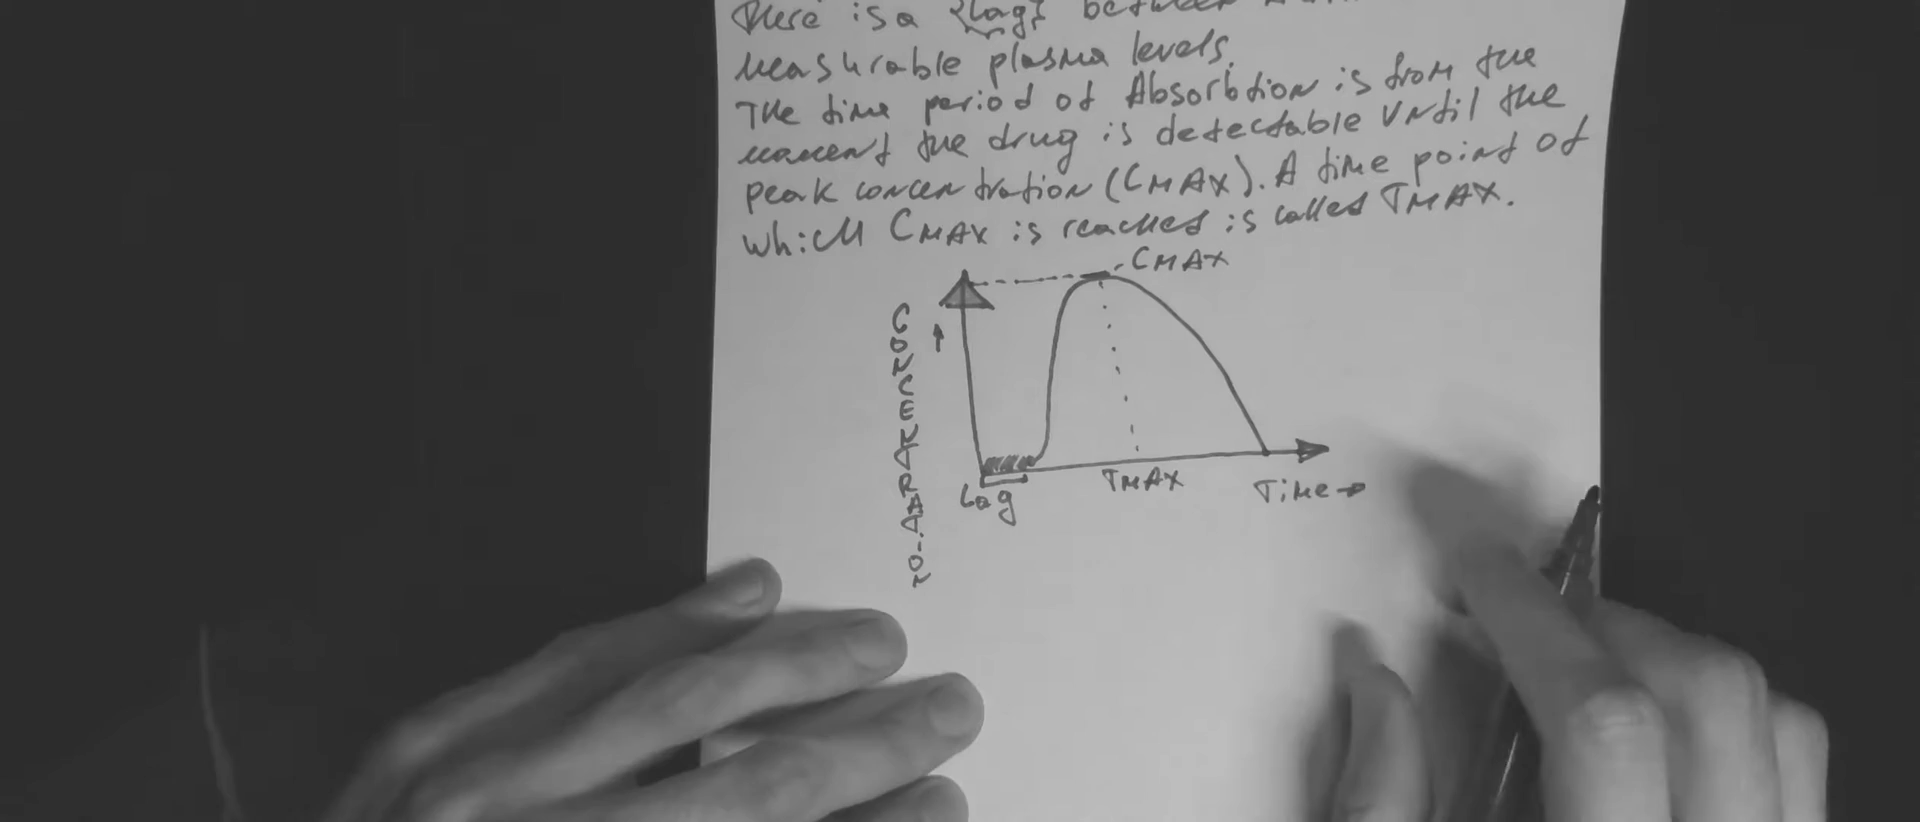 There is a {lag} between
measurable plasma levels.
The time period of Absorbtion is from the
moment the drug is detectable Until the
peak concentration (CMAX). A time point of
which CMAX is reached is called TMAX.
CMAX
CONCENTARATION
Lag
TMAX
Time →